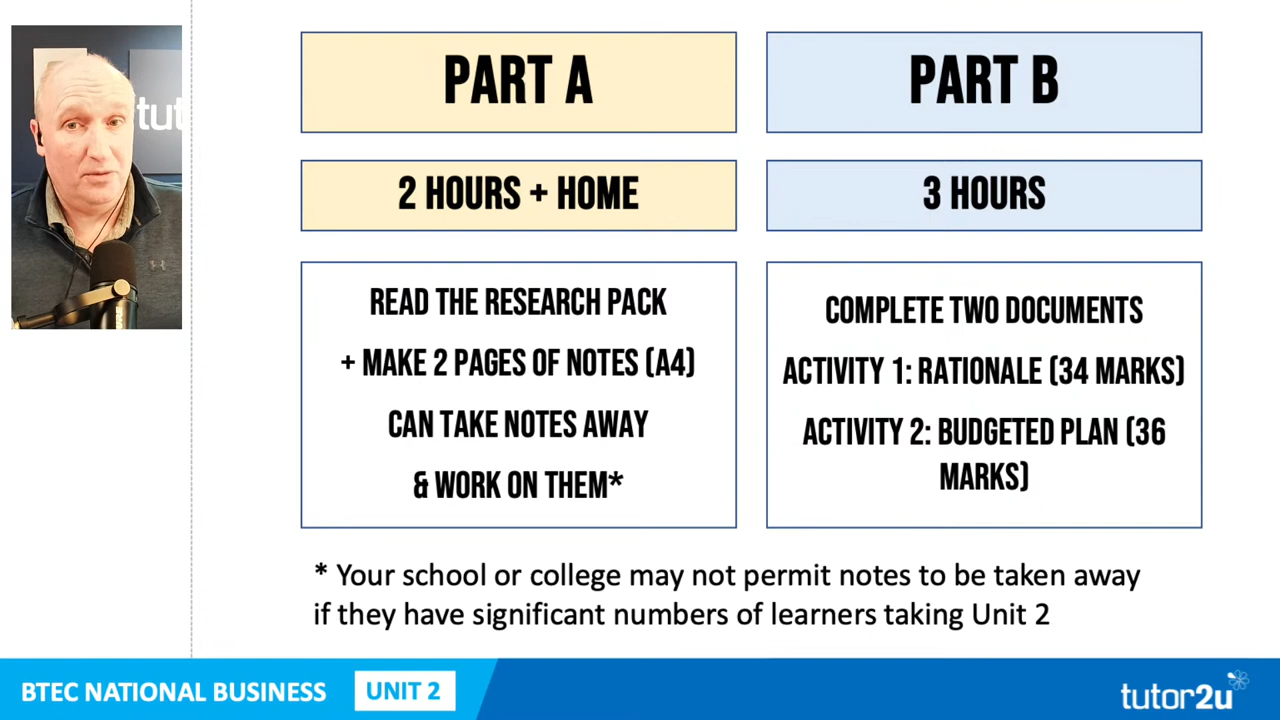 tut
PART A
PART B
2 HOURS + HOME
3 HOURS
READ THE RESEARCH PACK
+ MAKE 2 PAGES OF NOTES (A4)
CAN TAKE NOTES AWAY
& WORK ON THEM*
COMPLETE TWO DOCUMENTS
ACTIVITY 1: RATIONALE (34 MARKS)
ACTIVITY 2: BUDGETED PLAN (36
MARKS)
* Your school or college may not permit notes to be taken away
if they have significant numbers of learners taking Unit 2
BTEC NATIONAL BUSINESS
UNIT 2
tutor2u